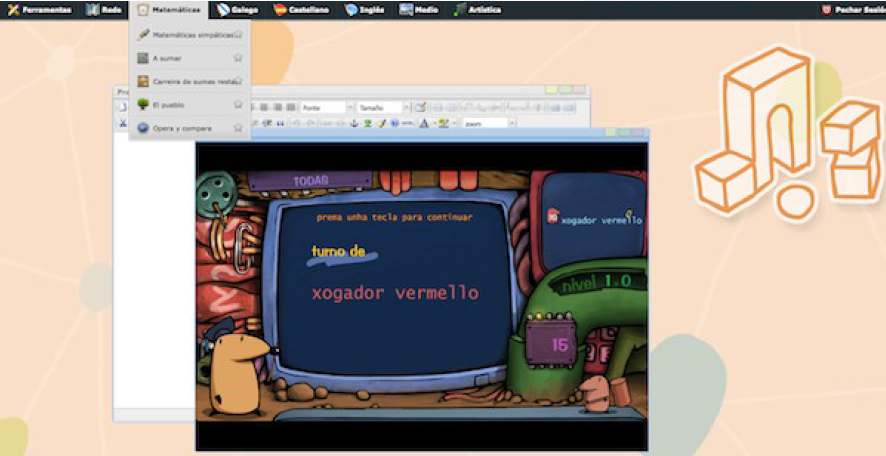 Ferramentas Rede Matemáticas Galego Castellano Inglés Medio Artística Pechar Sesión
Matemáticas simpáticas
A sumar
Carreira de sumas restas
El pueblo
Opera y compara
Fonte Tamaño
zoom
TODAS
prema unha tecla para continuar
turno de
xogador vermello
10 xogador vermello
nivel 1.0
15